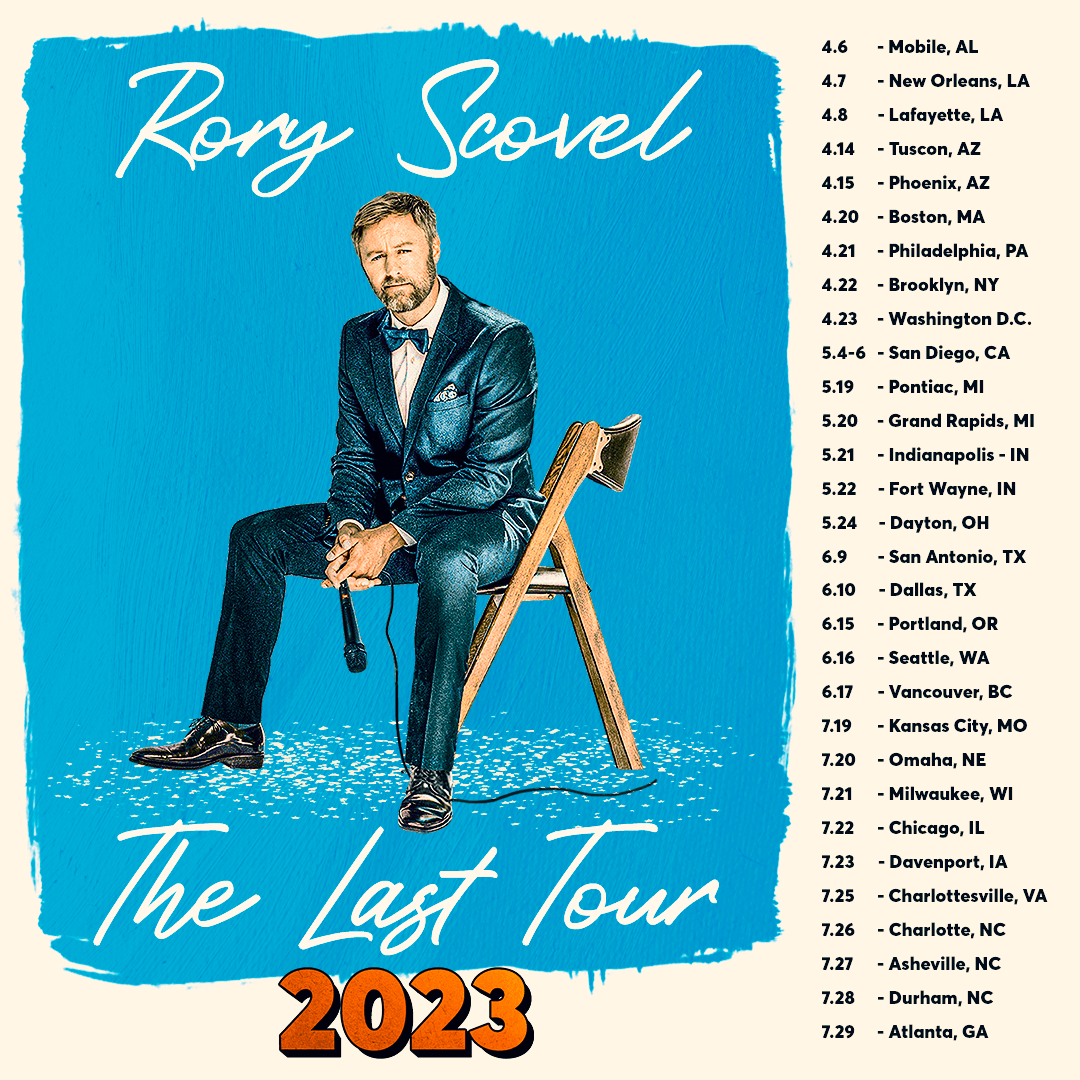 Rory Scovel
The Last Tour
2023
4.6 - Mobile, AL
4.7 - New Orleans, LA
4.8 - Lafayette, LA
4.14 - Tuscon, AZ
4.15 - Phoenix, AZ
4.20 - Boston, MA
4.21 - Philadelphia, PA
4.22 - Brooklyn, NY
4.23 - Washington D.C.
5.4-6 - San Diego, CA
5.19 - Pontiac, MI
5.20 - Grand Rapids, MI
5.21 - Indianapolis - IN
5.22 - Fort Wayne, IN
5.24 - Dayton, OH
6.9 - San Antonio, TX
6.10 - Dallas, TX
6.15 - Portland, OR
6.16 - Seattle, WA
6.17 - Vancouver, BC
7.19 - Kansas City, MO
7.20 - Omaha, NE
7.21 - Milwaukee, WI
7.22 - Chicago, IL
7.23 - Davenport, IA
7.25 - Charlottesville, VA
7.26 - Charlotte, NC
7.27 - Asheville, NC
7.28 - Durham, NC
7.29 - Atlanta, GA